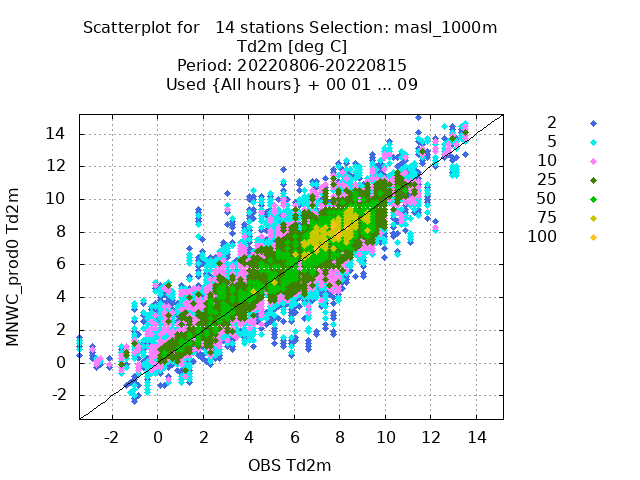 Scatterplot for   14 stations Selection: masl_1000m
Td2m [deg C]
Period: 20220806-20220815
Used {All hours} + 00 01 ... 09
MNWC_prod0 Td2m
14
12
10
8
6
4
2
0
-2
-2 0 2 4 6 8 10 12 14
OBS Td2m
2
5
10
25
50
75
100